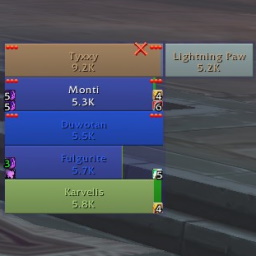 Tyxxy
9.2K
Lightning Paw
5.2K
5
Monti
4
5
5.3K
6
Duwotan
5.5K
3
Fulgurite
5.7K
5
Karvelis
5.8K
4